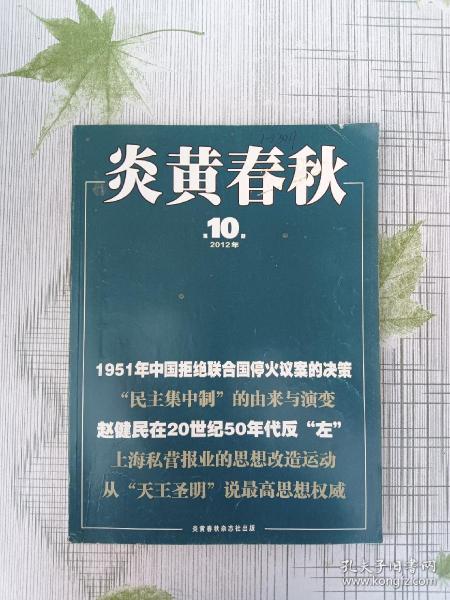 炎黄春秋
第10期
2012年
1951年中国拒绝联合国停火议案的决策
“民主集中制”的由来与演变
赵健民在20世纪50年代反“左”
上海私营报业的思想改造运动
从“天王圣明”说最高思想权威
炎黄春秋杂志社出版
孔夫子旧书网
www.kongfz.com